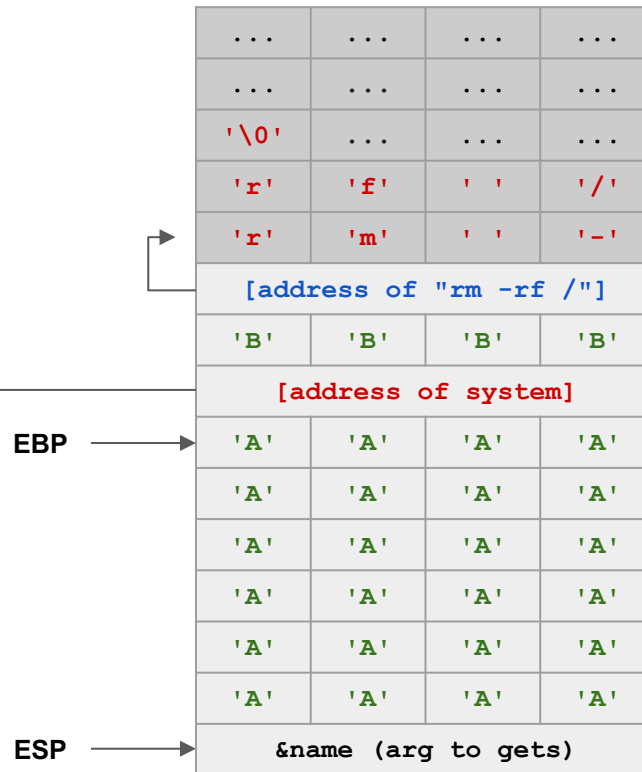 ... ... ... ...
... ... ... ...
'\0' ... ... ...
'r' 'f' ' ' '/'
'r' 'm' ' ' '-'
[address of "rm -rf /"]
'B' 'B' 'B' 'B'
[address of system]
EBP 'A' 'A' 'A' 'A'
'A' 'A' 'A' 'A'
'A' 'A' 'A' 'A'
'A' 'A' 'A' 'A'
'A' 'A' 'A' 'A'
'A' 'A' 'A' 'A'
ESP &name (arg to gets)